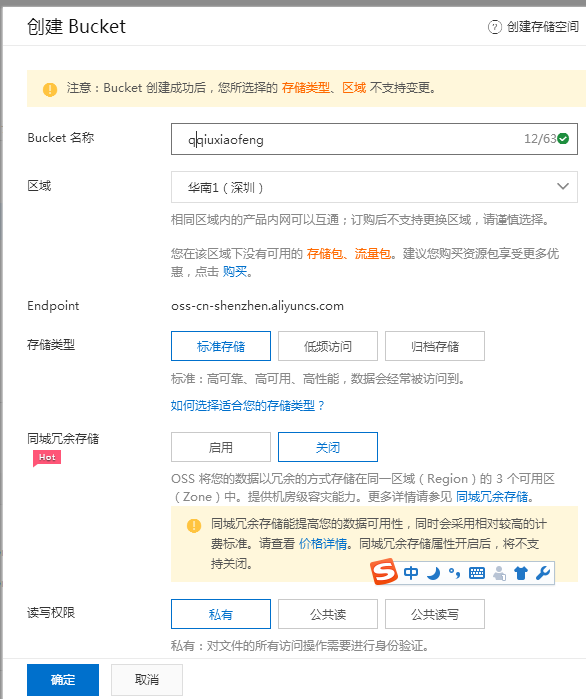 创建 Bucket
? 创建存储空间
注意：Bucket 创建成功后，您所选择的 存储类型、区域 不支持变更。
Bucket 名称
qqiuxiaofeng
12/63
区域
华南1（深圳）
相同区域内的产品内网可以互通；订购后不支持更换区域，请谨慎选择。
您在该区域下没有可用的 存储包、流量包。建议您购买资源包享受更多优
惠，点击 购买。
Endpoint
oss-cn-shenzhen.aliyuncs.com
存储类型
标准存储
低频访问
归档存储
标准：高可靠、高可用、高性能，数据会经常被访问到。
如何选择适合您的存储类型？
同城冗余存储
Hot
启用
关闭
OSS 将您的数据以冗余的方式存储在同一区域（Region）的 3 个可用区
（Zone）中。提供机房级容灾能力。更多详情请参见 同城冗余存储。
同城冗余存储能提高您的数据可用性，同时会采用相对较高的计
费标准。请查看 价格详情。同城冗余存储属性开启后，将不支
持关闭。
S 中
读写权限
私有
公共读
公共读写
私有：对文件的所有访问操作需要进行身份验证。
确定
取消